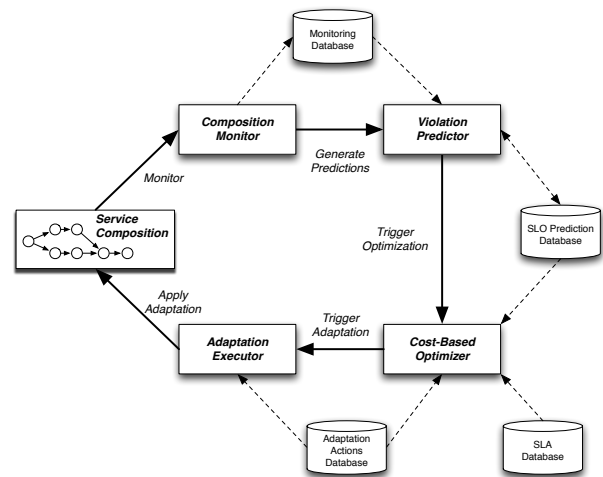 Monitoring
Database
Composition
Monitor
Violation
Predictor
Generate
Predictions
Monitor
Service
Composition
SLO Prediction
Database
Trigger
Optimization
Apply
Adaptation
Trigger
Adaptation
Adaptation
Executor
Cost-Based
Optimizer
Adaptation
Actions
Database
SLA
Database